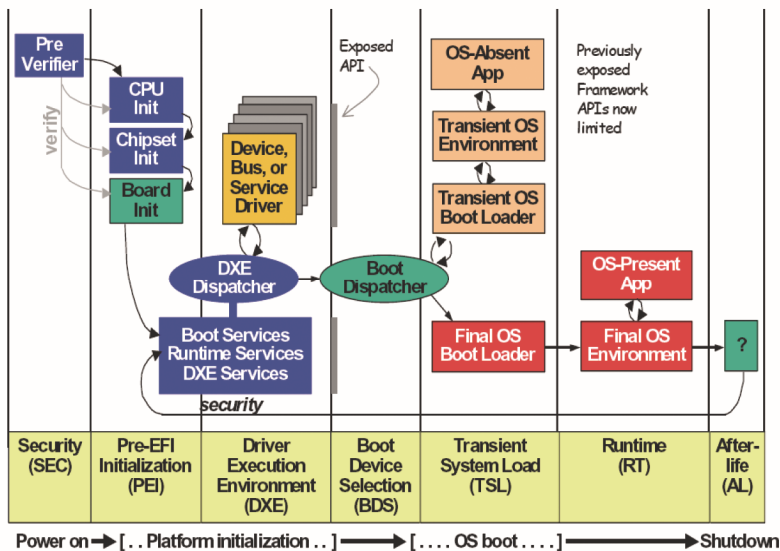 Pre
Verifier
verify
CPU
Init
Chipset
Init
Board
Init
Device,
Bus, or
Service
Driver
Exposed
API
DXE
Dispatcher
Boot
Dispatcher
Boot Services
Runtime Services
DXE Services
security
OS-Absent
App
Transient OS
Environment
Transient OS
Boot Loader
Final OS
Boot Loader
Previously
exposed
Framework
APIs now
limited
OS-Present
App
Final OS
Environment
?
Security
(SEC)
Pre-EFI
Initialization
(PEI)
Driver
Execution
Environment
(DXE)
Boot
Device
Selection
(BDS)
Transient
System Load
(TSL)
Runtime
(RT)
After-
life
(AL)
Power on
[ . . Platform initialization . . ]
[ . . . . OS boot . . . . ]
Shutdown